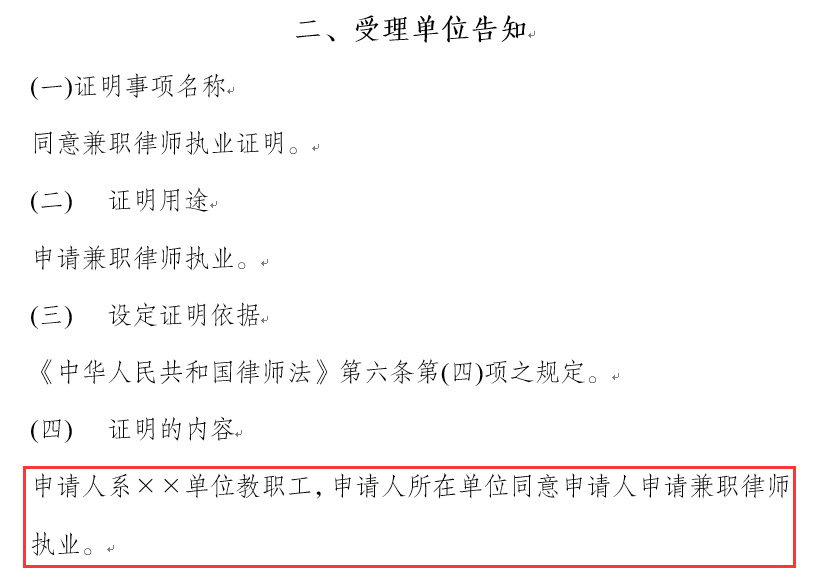 二、受理单位告知
(一)证明事项名称
同意兼职律师执业证明。
(二) 证明用途
申请兼职律师执业。
(三) 设定证明依据
《中华人民共和国律师法》第六条第(四)项之规定。
(四) 证明的内容
申请人系××单位教职工,申请人所在单位同意申请人申请兼职律师
执业。